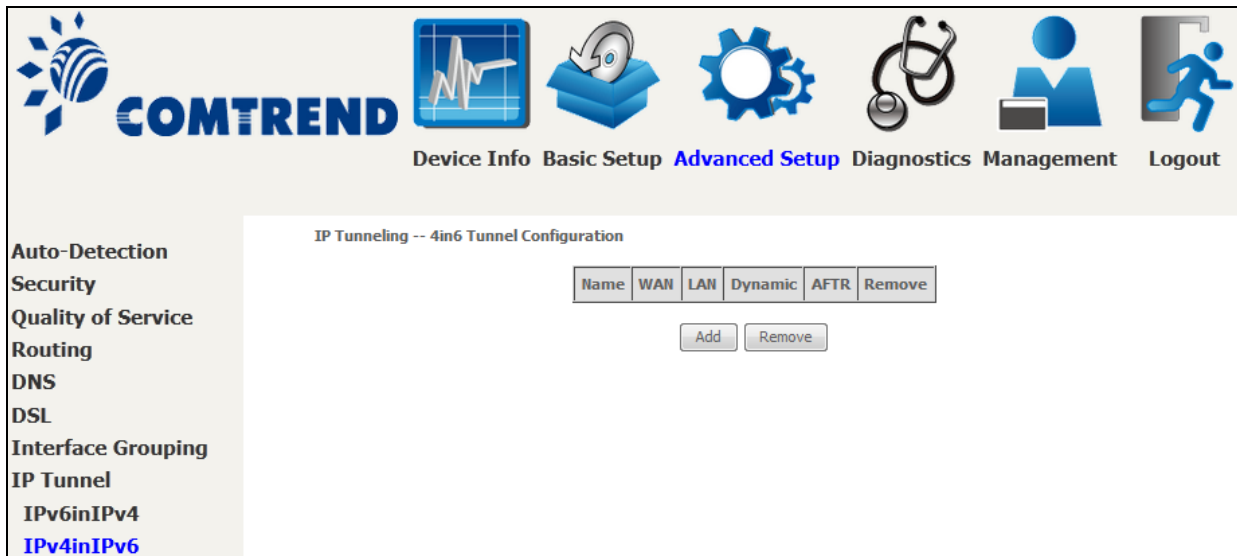 COMTREND
Device Info Basic Setup Advanced Setup Diagnostics Management Logout
Auto-Detection
Security
Quality of Service
Routing
DNS
DSL
Interface Grouping
IP Tunnel
IPv6inIPv4
IPv4inIPv6
IP Tunneling -- 4in6 Tunnel Configuration
Name WAN LAN Dynamic AFTR Remove
Add Remove